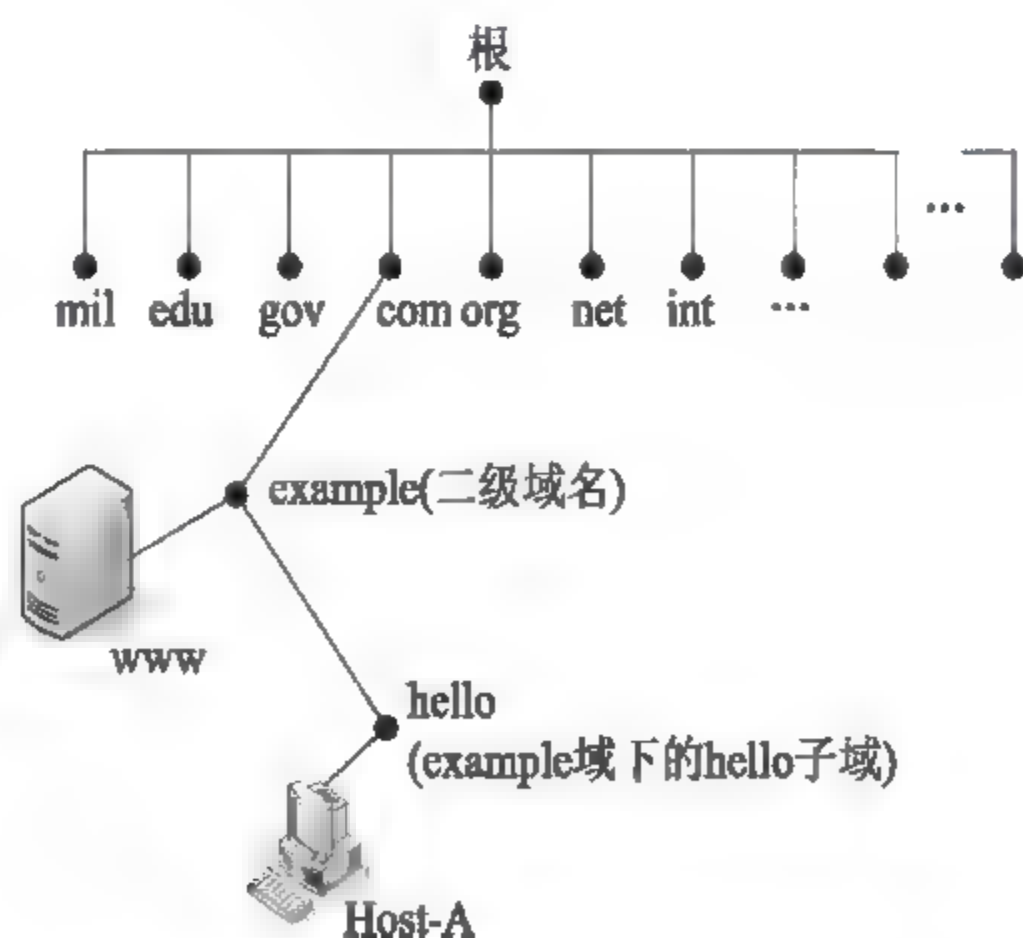 根
mil edu gov com org net int ...
...
example(二级域名)
www
hello
(example域下的hello子域)
Host-A